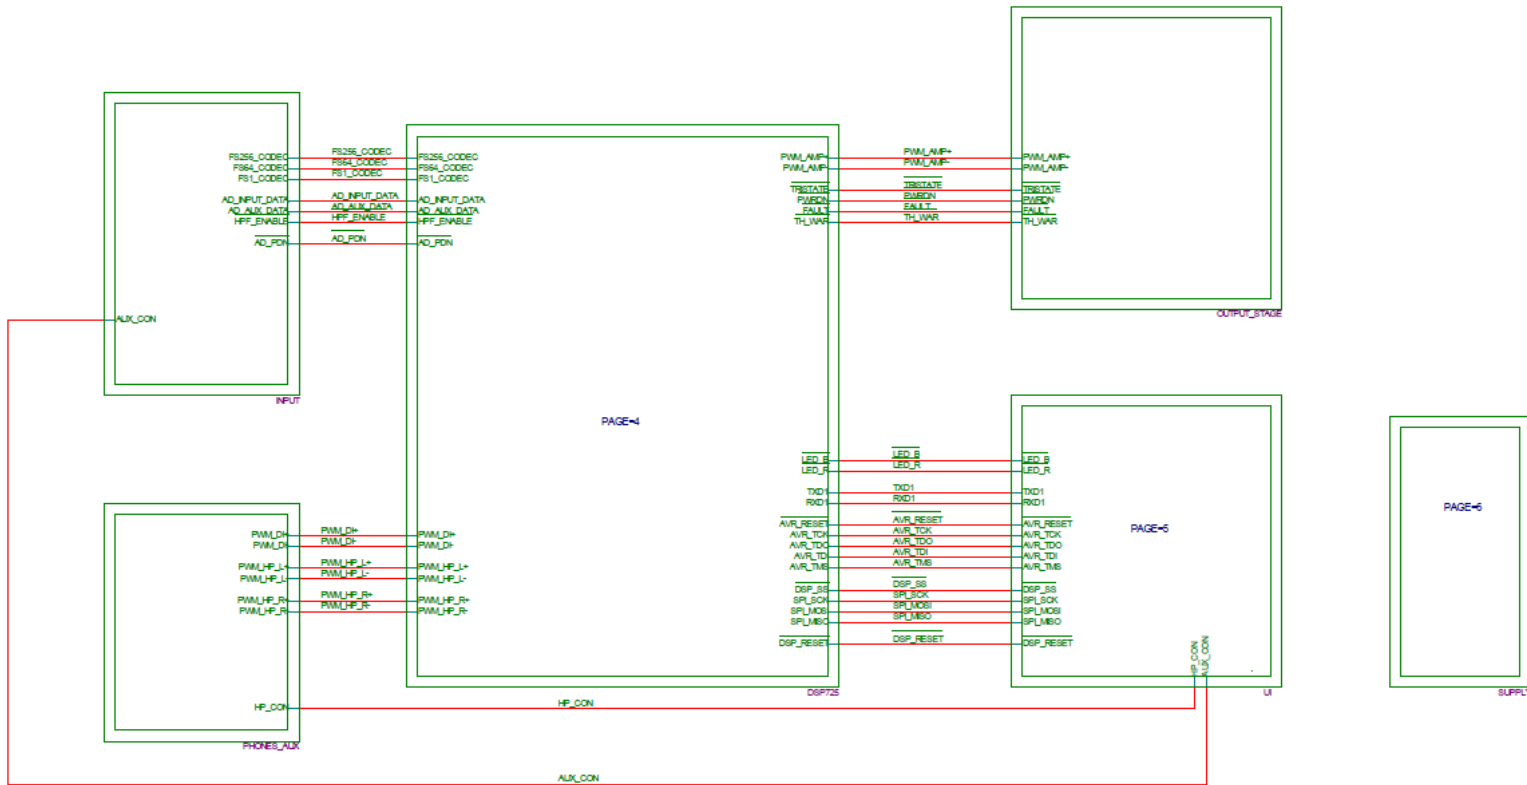 FS256_CODEC FS256_CODEC FS256_CODEC
FS64_CODEC FS64_CODEC FS64_CODEC
FS1_CODEC FS1_CODEC FS1_CODEC
AD_INPUT_DATA AD_INPUT_DATA AD_INPUT_DATA
AD_AUX_DATA AD_AUX_DATA AD_AUX_DATA
HPF_ENABLE HPF_ENABLE HPF_ENABLE
AD_PDN AD_PDN AD_PDN
AUX_CON
INPUT
PWM_AMP+ PWM_AMP+ PWM_AMP+
PWM_AMP- PWM_AMP- PWM_AMP-
TRISTATE TRISTATE TRISTATE
PWRDN PWRDN PWRDN
FAULT FAULT FAULT
TH_WAR TH_WAR TH_WAR
OUTPUT_STAGE
PAGE=4
LED_B LED_B LED_B
LED_R LED_R LED_R
TXD1 TXD1 TXD1
RXD1 RXD1 RXD1
AVR_RESET AVR_RESET AVR_RESET
AVR_TCK AVR_TCK AVR_TCK
AVR_TDO AVR_TDO AVR_TDO
AVR_TDI AVR_TDI AVR_TDI
AVR_TMS AVR_TMS AVR_TMS
DSP_SS DSP_SS DSP_SS
SPI_SCK SPI_SCK SPI_SCK
SPI_MOSI SPI_MOSI SPI_MOSI
SPI_MISO SPI_MISO SPI_MISO
DSP_RESET DSP_RESET DSP_RESET
PAGE=5
HP_CON
AUX_CON
DSP725
UI
PAGE=6
SUPPLY
PWM_DI+ PWM_DI+ PWM_DI+
PWM_DI- PWM_DI- PWM_DI-
PWM_HP_L+ PWM_HP_L+ PWM_HP_L+
PWM_HP_L- PWM_HP_L- PWM_HP_L-
PWM_HP_R+ PWM_HP_R+ PWM_HP_R+
PWM_HP_R- PWM_HP_R- PWM_HP_R-
HP_CON HP_CON
PHONES_AUX
AUX_CON